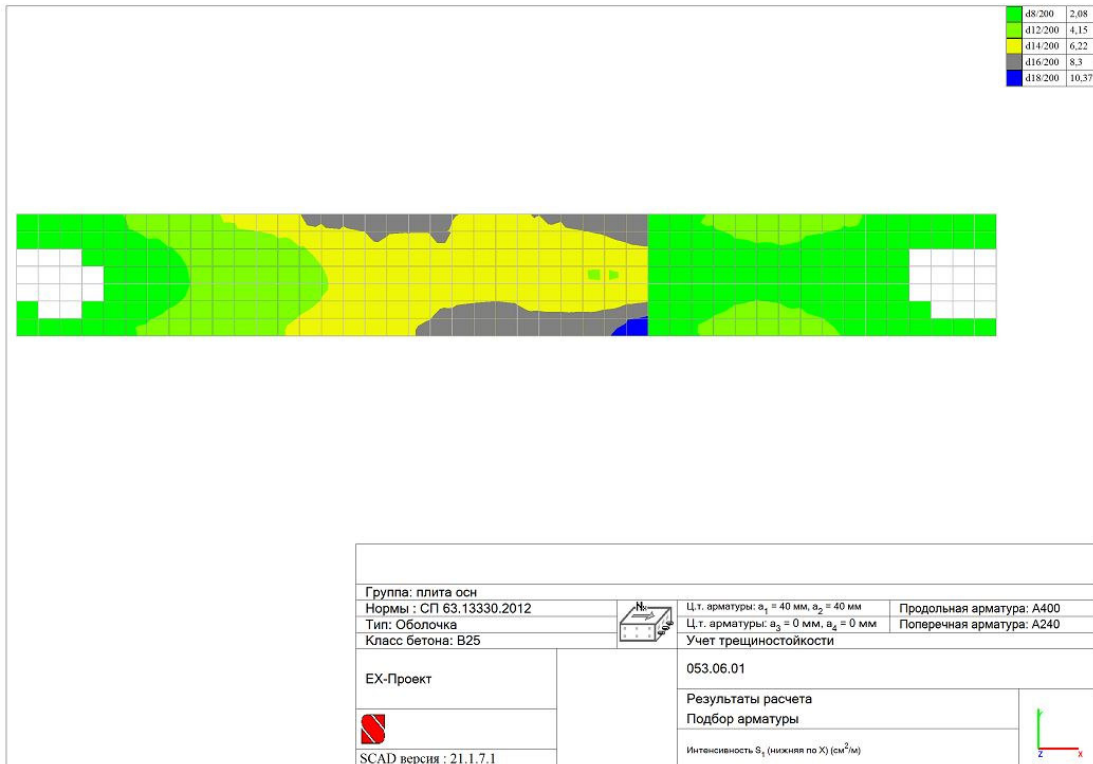 d8/200 2,08
d12/200 4,15
d14/200 6,22
d16/200 8,3
d18/200 10,37
Группа: плита осн
Нормы : СП 63.13330.2012
Тип: Оболочка
Класс бетона: B25
Ц.т. арматуры: a1 = 40 мм, a2 = 40 мм Продольная арматура: A400
Ц.т. арматуры: a3 = 0 мм, a4 = 0 мм Поперечная арматура: A240
Учет трещиностойкости
EX-Проект
053.06.01
Результаты расчета
Подбор арматуры
Интенсивность S1 (нижняя по X) (см²/м)
SCAD версия : 21.1.7.1
Y
Z X